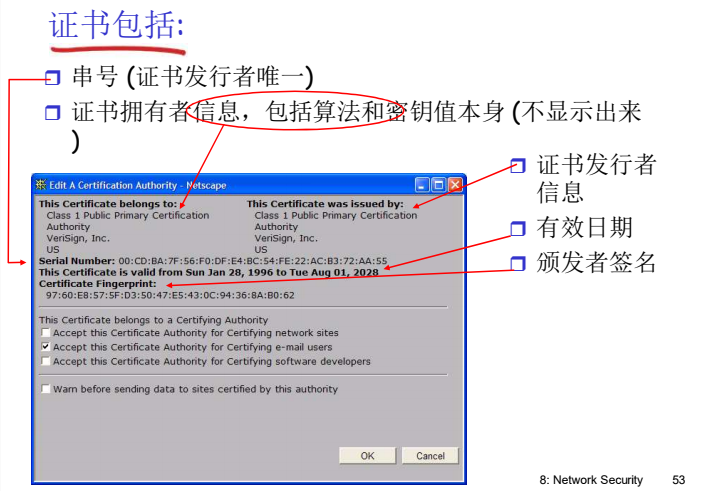 证书包括:
串号 (证书发行者唯一)
证书拥有者信息，包括算法和密钥值本身 (不显示出来
)
证书发行者
信息
有效日期
颁发者签名
Edit A Certification Authority - Netscape
This Certificate belongs to: This Certificate was issued by:
Class 1 Public Primary Certification Class 1 Public Primary Certification
Authority Authority
VeriSign, Inc. VeriSign, Inc.
US US
Serial Number: 00:CD:BA:7F:56:F0:DF:E4:BC:54:FE:22:AC:B3:72:AA:55
This Certificate is valid from Sun Jan 28, 1996 to Tue Aug 01, 2028
Certificate Fingerprint:
97:60:E8:57:5F:D3:50:47:E5:43:0C:94:36:8A:B0:62
This Certificate belongs to a Certifying Authority
Accept this Certificate Authority for Certifying network sites
Accept this Certificate Authority for Certifying e-mail users
Accept this Certificate Authority for Certifying software developers
Warn before sending data to sites certified by this authority
OK Cancel
8: Network Security 53